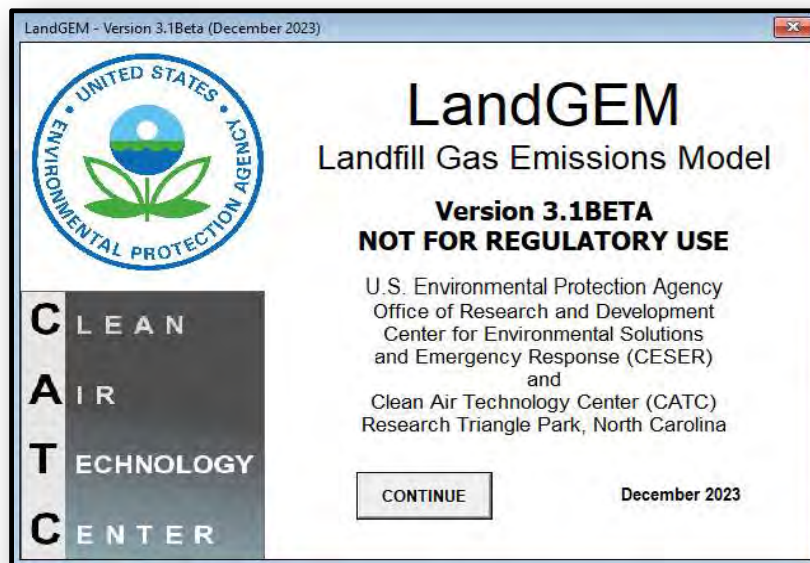 LandGEM - Version 3.1Beta (December 2023)
UNITED STATES
ENVIRONMENTAL PROTECTION AGENCY
LandGEM
Landfill Gas Emissions Model
Version 3.1BETA
NOT FOR REGULATORY USE
U.S. Environmental Protection Agency
Office of Research and Development
Center for Environmental Solutions
and Emergency Response (CESER)
and
Clean Air Technology Center (CATC)
Research Triangle Park, North Carolina
CONTINUE
December 2023
CLEAN
AIR
TECHNOLOGY
CENTER